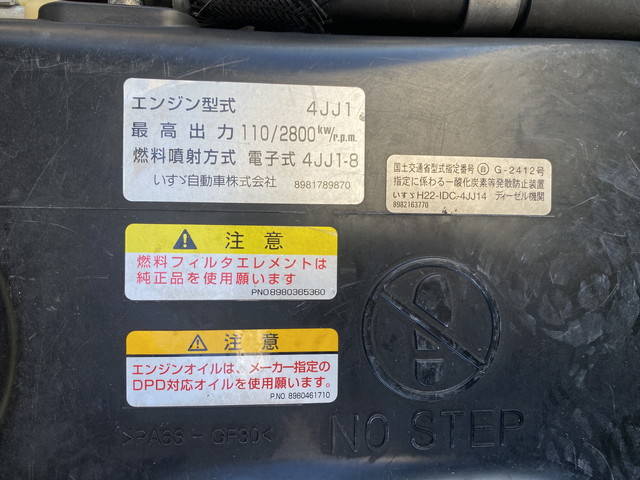 エンジン型式 4JJ1
最高出力 110/2800kW/r.p.m.
燃料噴射方式 電子式 4JJ1-8
いすゞ自動車株式会社 8981789870
国土交通省型式指定番号 Ⓑ G-2412号
指定に係わる一酸化炭素等発散防止装置
いすゞH22-IDC-4JJ14 ディーゼル機関
8982163770
注意
燃料フィルタエレメントは
純正品を使用願います
PNO.8980365360
注意
エンジンオイルは、メーカー指定の
DPD対応オイルを使用願います。
P.NO. 8980461710
>PA66-GF30<
NO STEP